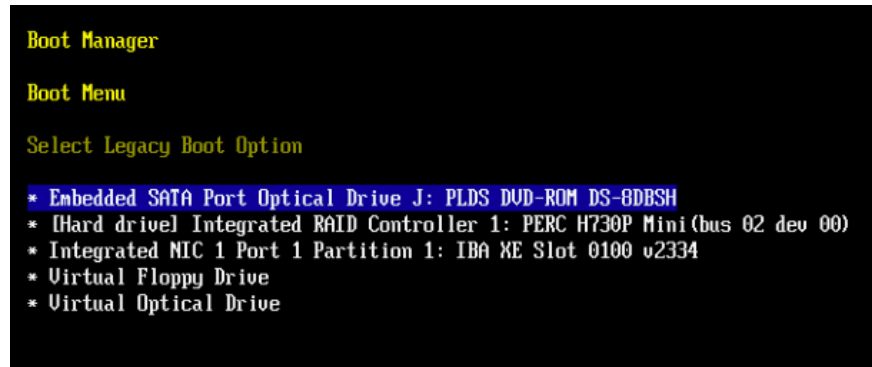 Boot Manager
Boot Menu
Select Legacy Boot Option
* Embedded SATA Port Optical Drive J: PLDS DVD-ROM DS-8DBSH
* [Hard drive] Integrated RAID Controller 1: PERC H730P Mini(bus 02 dev 00)
* Integrated NIC 1 Port 1 Partition 1: IBA XE Slot 0100 v2334
* Virtual Floppy Drive
* Virtual Optical Drive